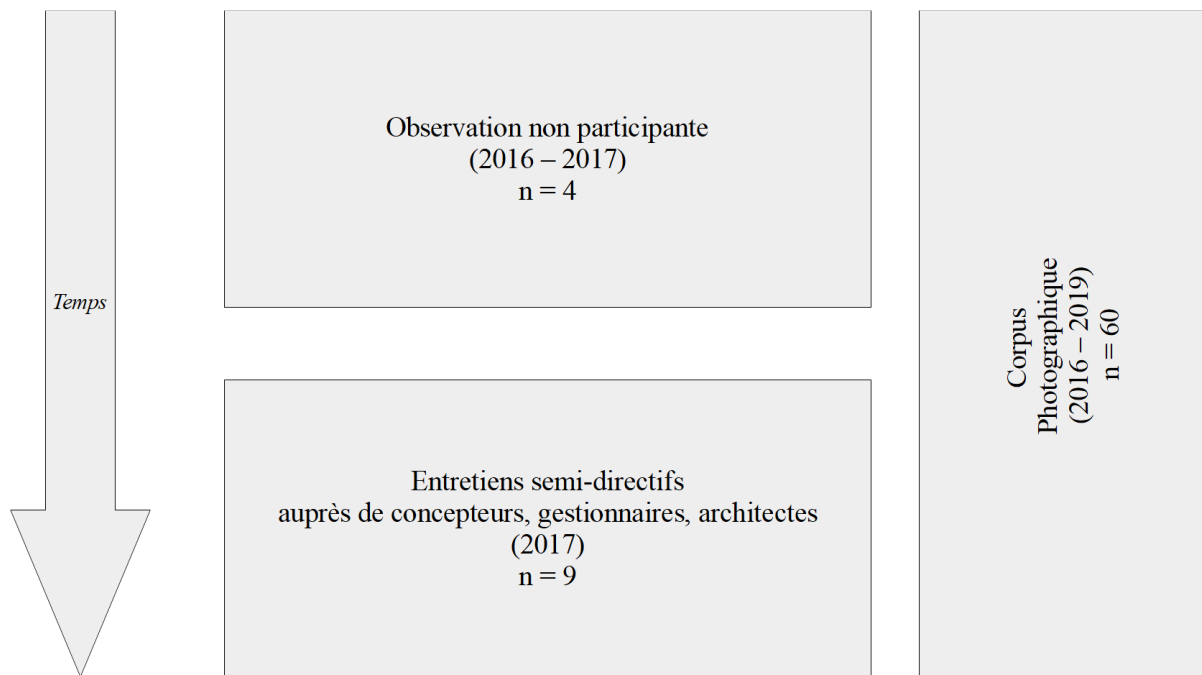 Temps
Observation non participante
(2016 – 2017)
n = 4
Entretiens semi-directifs
auprès de concepteurs, gestionnaires, architectes
(2017)
n = 9
Corpus
Photographique
(2016 – 2019)
n = 60